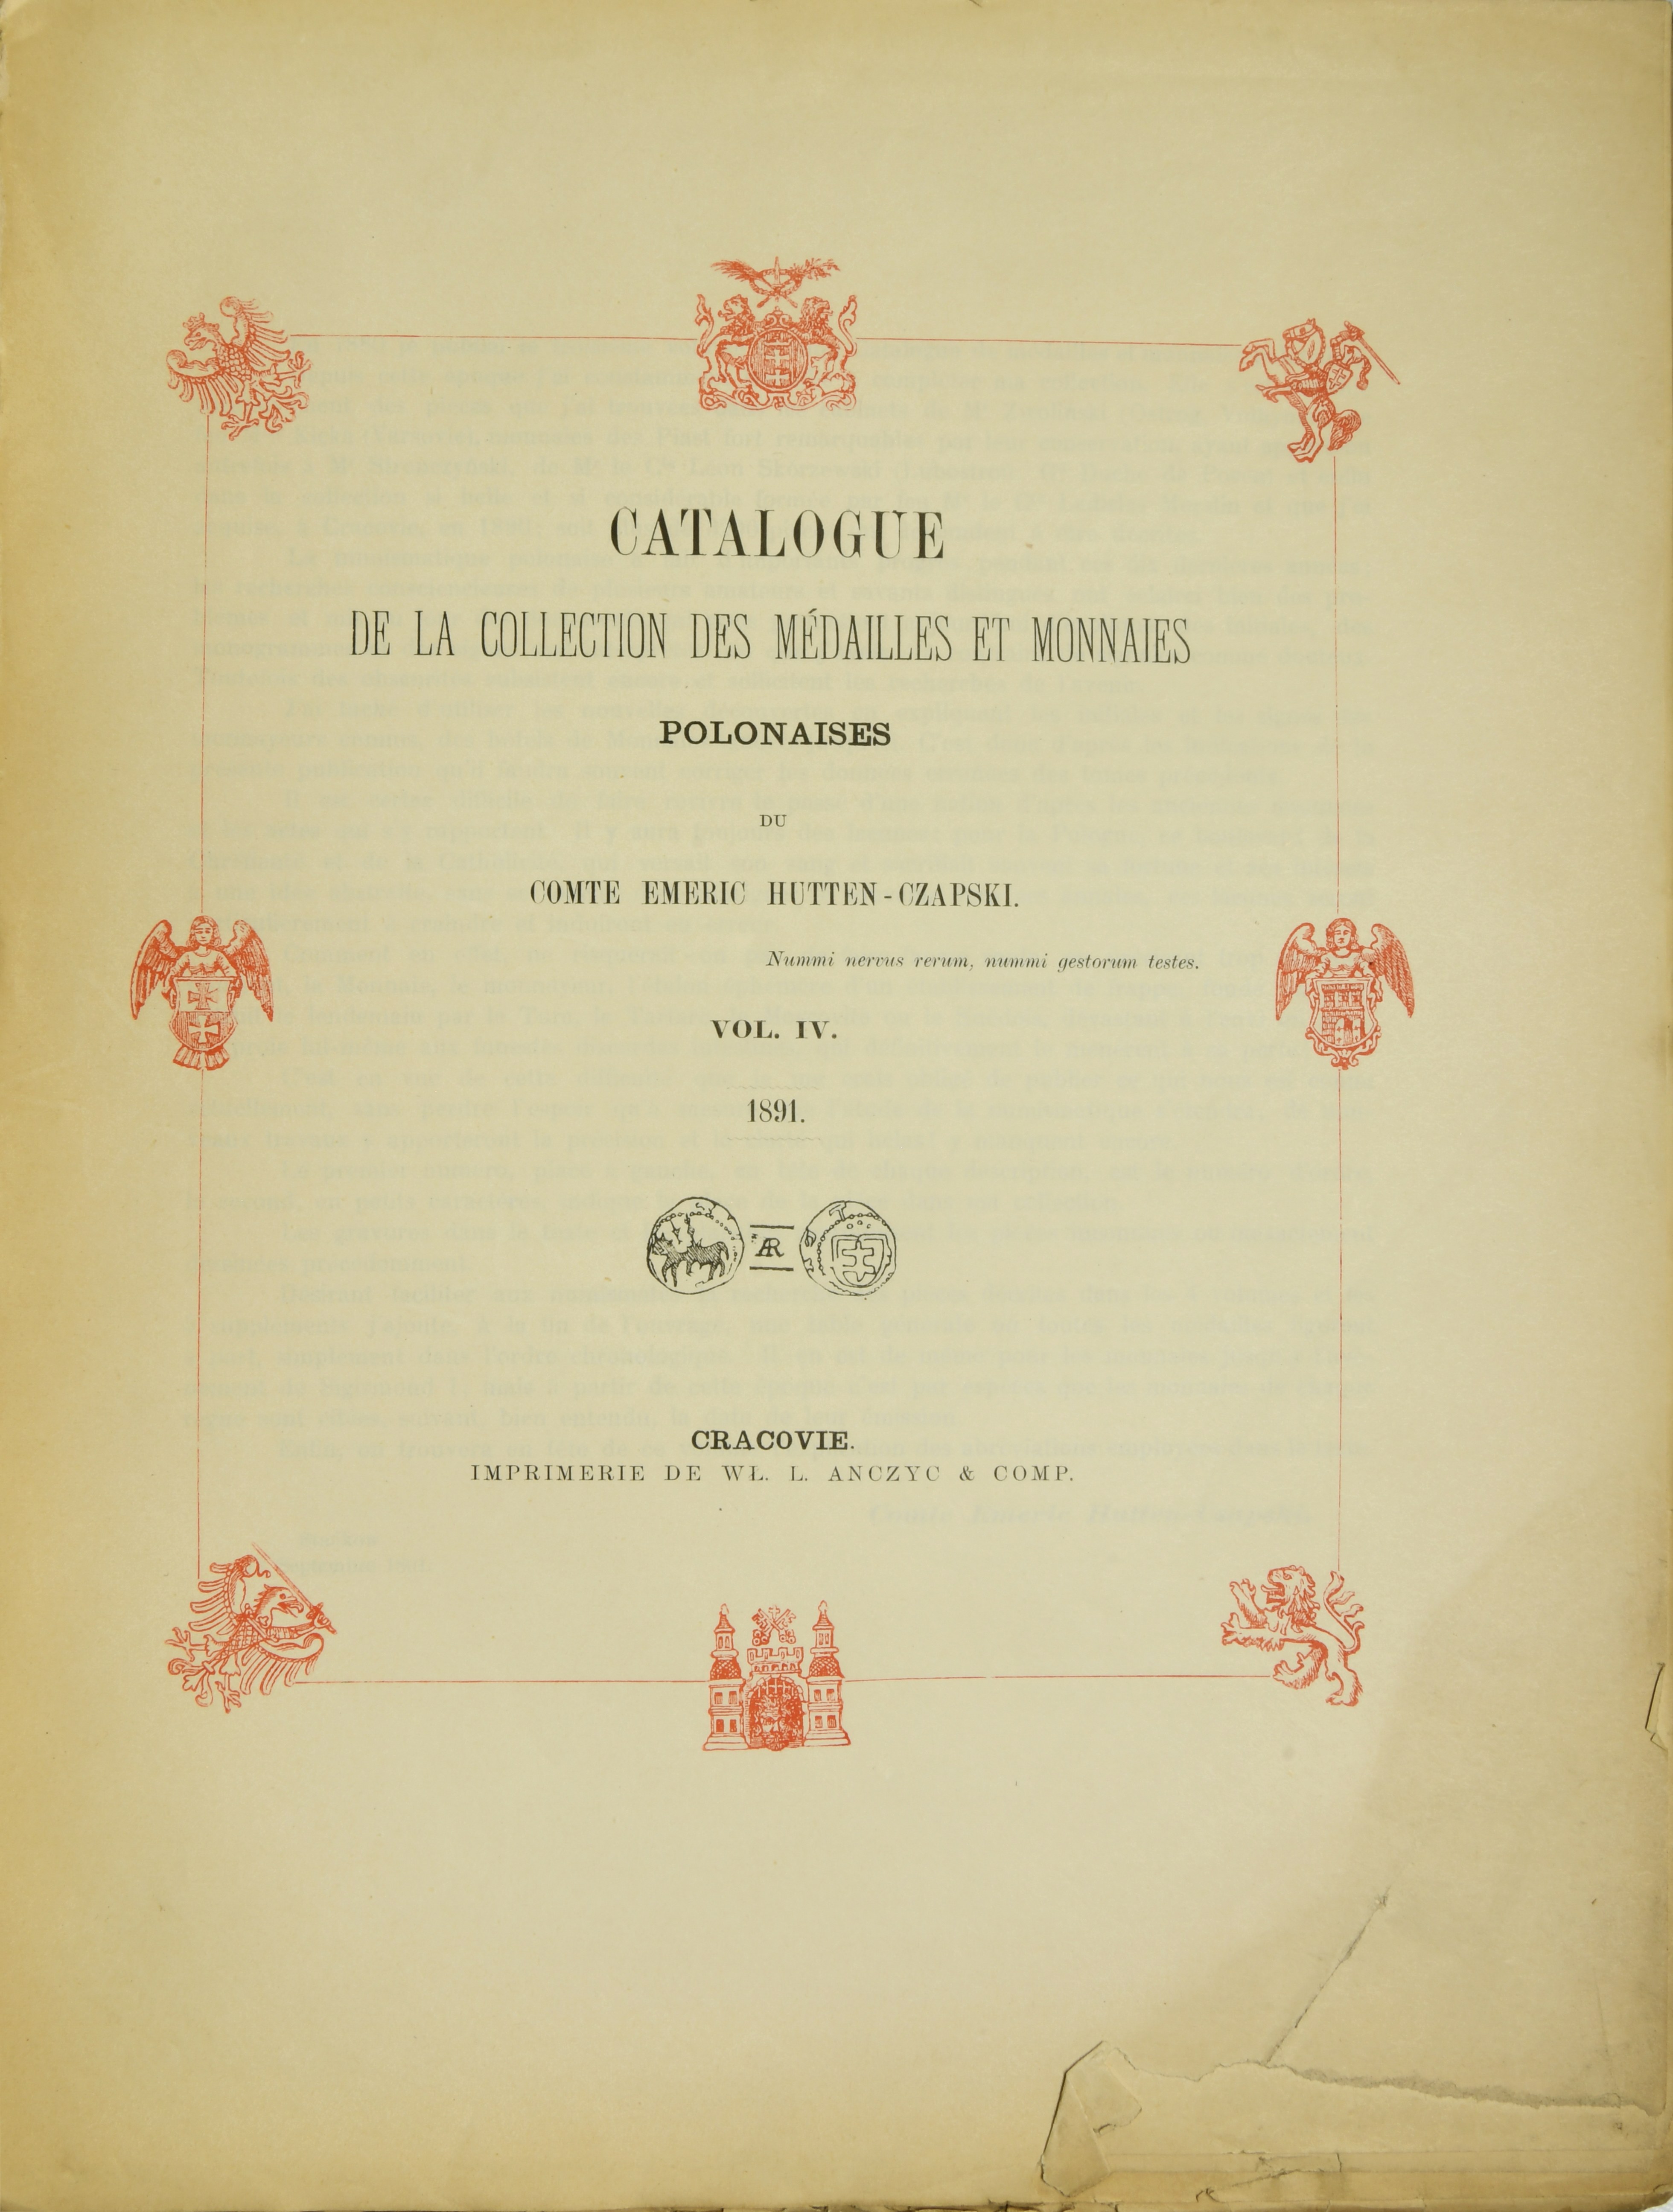 CATALOGUE
DE LA COLLECTION DES MÉDAILLES ET MONNAIES
POLONAISES
DU
COMTE EMERIC HUTTEN-CZAPSKI.
Nummi nervus rerum, nummi gestorum testes.
VOL. IV.
1891.
ÆR
CRACOVIE.
IMPRIMERIE DE WŁ. L. ANCZYC & COMP.